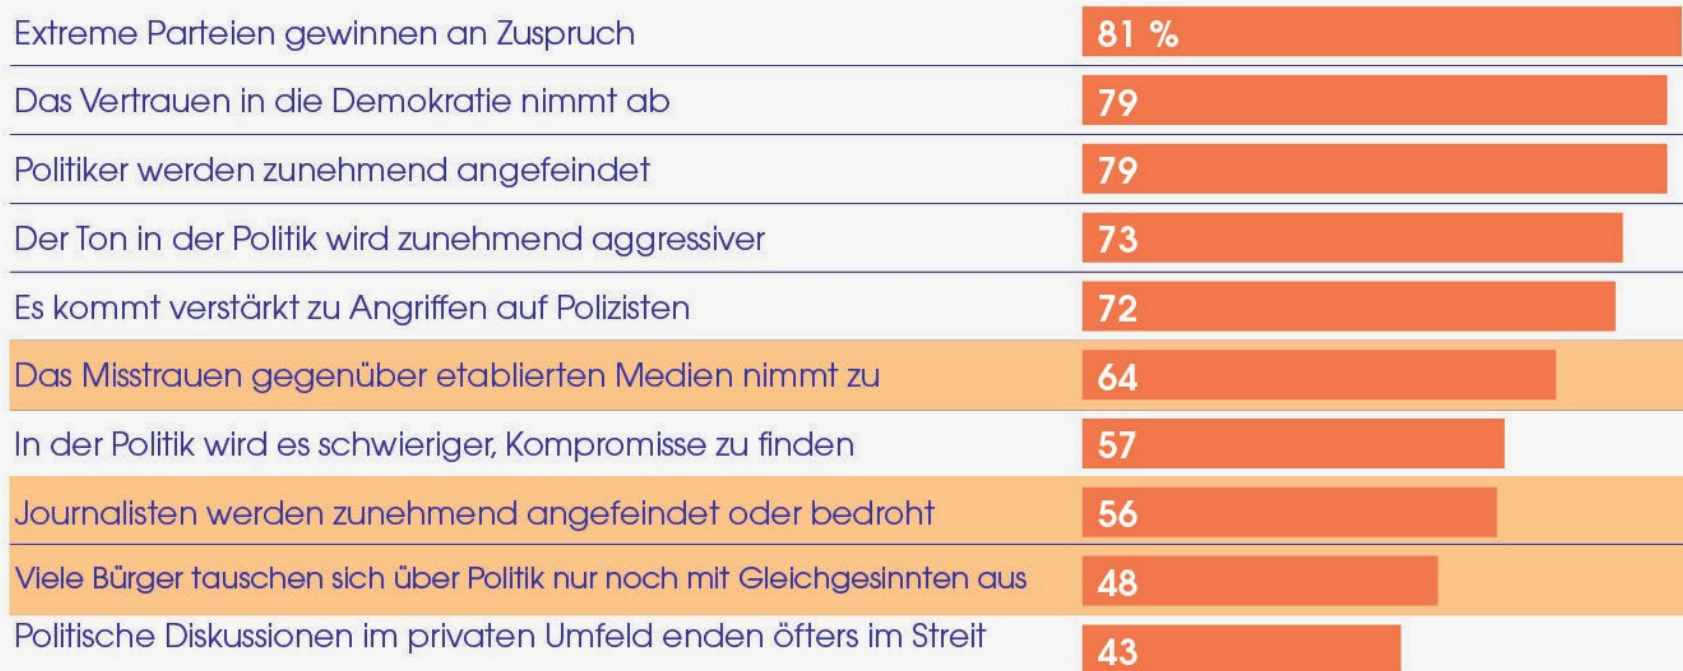 Extreme Parteien gewinnen an Zuspruch 81 %
Das Vertrauen in die Demokratie nimmt ab 79
Politiker werden zunehmend angefeindet 79
Der Ton in der Politik wird zunehmend aggressiver 73
Es kommt verstärkt zu Angriffen auf Polizisten 72
Das Misstrauen gegenüber etablierten Medien nimmt zu 64
In der Politik wird es schwieriger, Kompromisse zu finden 57
Journalisten werden zunehmend angefeindet oder bedroht 56
Viele Bürger tauschen sich über Politik nur noch mit Gleichgesinnten aus 48
Politische Diskussionen im privaten Umfeld enden öfters im Streit 43